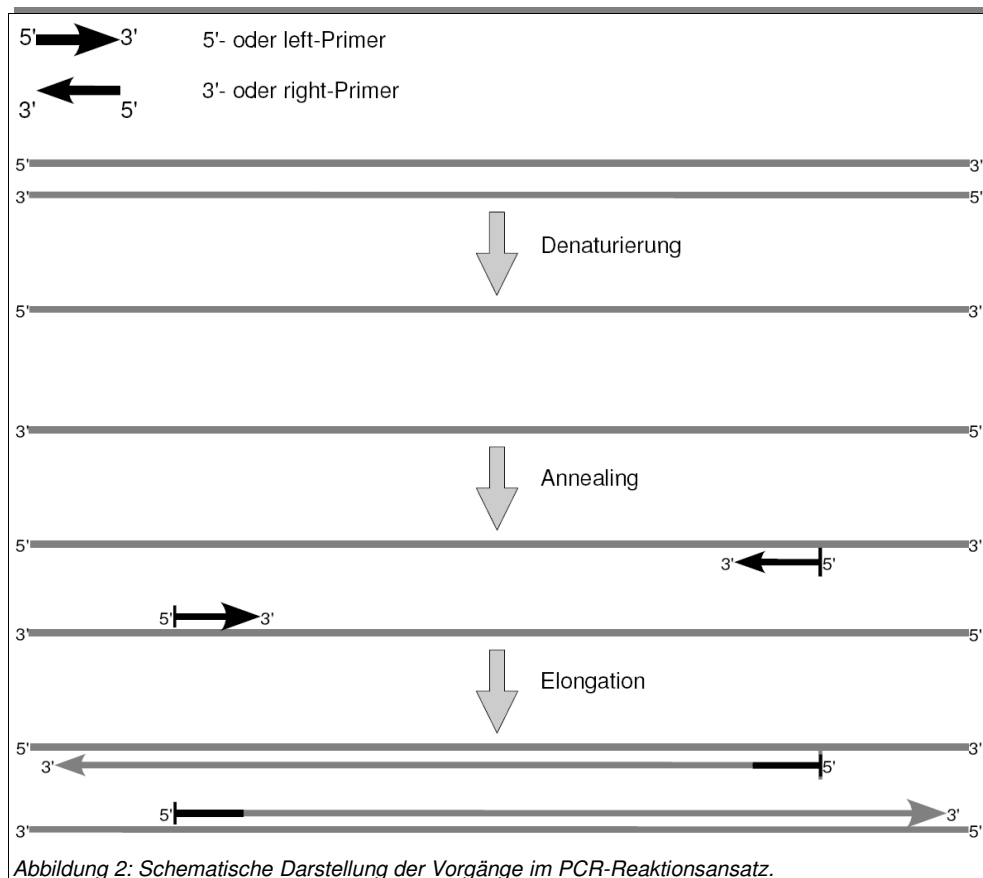 5' 3' 5'- oder left-Primer
3' 5' 3'- oder right-Primer
5' 3'
3' 5'
Denaturierung
5' 3'
3' 5'
Annealing
5' 3'
3' 5'
5' 3'
3' 5'
Elongation
5' 3'
3' 5'
5' 3'
3' 5'
Abbildung 2: Schematische Darstellung der Vorgänge im PCR-Reaktionsansatz.